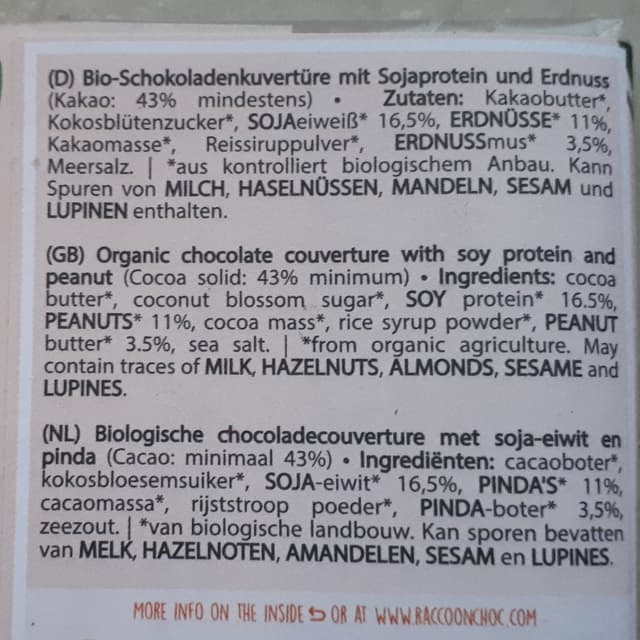 (D) Bio-Schokoladenkuvertüre mit Sojaprotein und Erdnuss
(Kakao: 43% mindestens) • Zutaten: Kakaobutter*,
Kokosblütenzucker*, SOJAeiweiß* 16,5%, ERDNÜSSE* 11%,
Kakaomasse*, Reissiruppulver*, ERDNUSSmus* 3,5%,
Meersalz. | *aus kontrolliert biologischem Anbau. Kann
Spuren von MILCH, HASELNÜSSEN, MANDELN, SESAM und
LUPINEN enthalten.
(GB) Organic chocolate couverture with soy protein and
peanut (Cocoa solid: 43% minimum) • Ingredients: cocoa
butter*, coconut blossom sugar*, SOY protein* 16.5%,
PEANUTS* 11%, cocoa mass*, rice syrup powder*, PEANUT
butter* 3.5%, sea salt. | *from organic agriculture. May
contain traces of MILK, HAZELNUTS, ALMONDS, SESAME and
LUPINES.
(NL) Biologische chocoladecouverture met soja-eiwit en
pinda (Cacao: minimaal 43%) • Ingrediënten: cacaoboter*,
kokosbloesemsuiker*, SOJA-eiwit* 16,5%, PINDA'S* 11%,
cacaomassa*, rijststroop poeder*, PINDA-boter* 3,5%,
zeezout. | *van biologische landbouw. Kan sporen bevatten
van MELK, HAZELNOTEN, AMANDELEN, SESAM en LUPINES.
MORE INFO ON THE INSIDE ⮌ OR AT WWW.RACCOONCHOC.COM